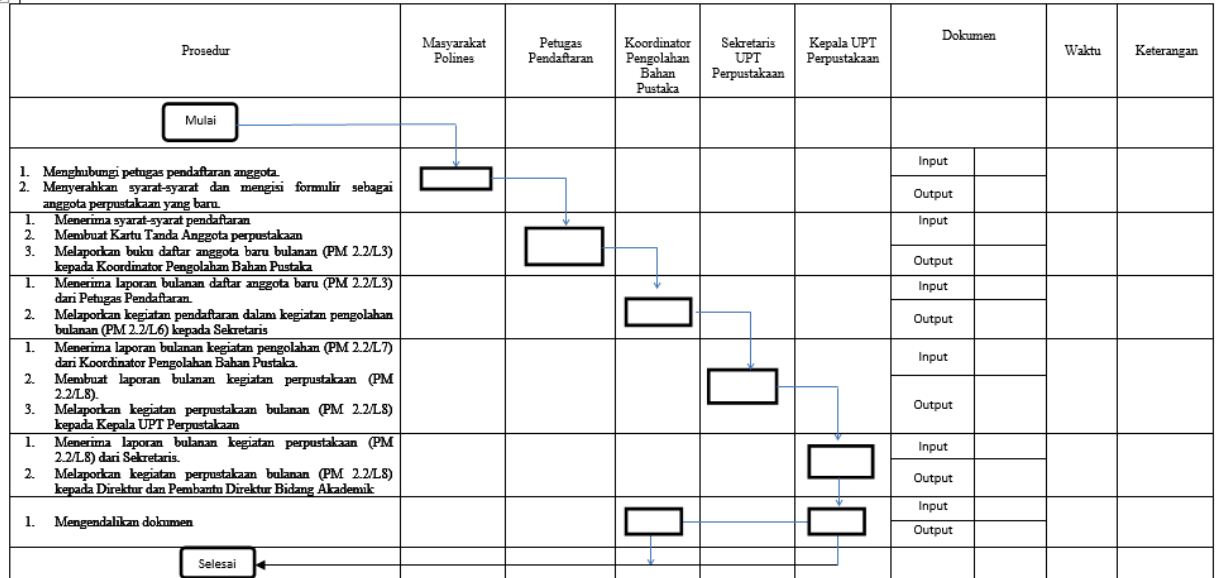 Prosedur
Masyarakat
Polines
Petugas
Pendaftaran
Koordinator
Pengolahan
Bahan
Pustaka
Sekretaris
UPT
Perpustakaan
Kepala UPT
Perpustakaan
Dokumen
Waktu
Keterangan
Mulai
1. Menghubungi petugas pendaftaran anggota.
2. Menyerahkan syarat-syarat dan mengisi formulir sebagai
anggota perpustakaan yang baru.
Input
Output
1. Menerima syarat-syarat pendaftaran
2. Membuat Kartu Tanda Anggota perpustakaan
3. Melaporkan buku daftar anggota baru bulanan (PM 2.2/L3)
kepada Koordinator Pengolahan Bahan Pustaka
Input
Output
1. Menerima laporan bulanan daftar anggota baru (PM 2.2/L3)
dari Petugas Pendaftaran.
2. Melaporkan kegiatan pendaftaran dalam kegiatan pengolahan
bulanan (PM 2.2/L6) kepada Sekretaris
Input
Output
1. Menerima laporan bulanan kegiatan pengolahan (PM 2.2/L7)
dari Koordinator Pengolahan Bahan Pustaka.
2. Membuat laporan bulanan kegiatan perpustakaan (PM
2.2/L8).
3. Melaporkan kegiatan perpustakaan bulanan (PM 2.2/L8)
kepada Kepala UPT Perpustakaan
Input
Output
1. Menerima laporan bulanan kegiatan perpustakaan (PM
2.2/L8) dari Sekretaris.
2. Melaporkan kegiatan perpustakaan bulanan (PM 2.2/L8)
kepada Direktur dan Pembantu Direktur Bidang Akademik
Input
Output
1. Mengendalikan dokumen
Input
Output
Selesai